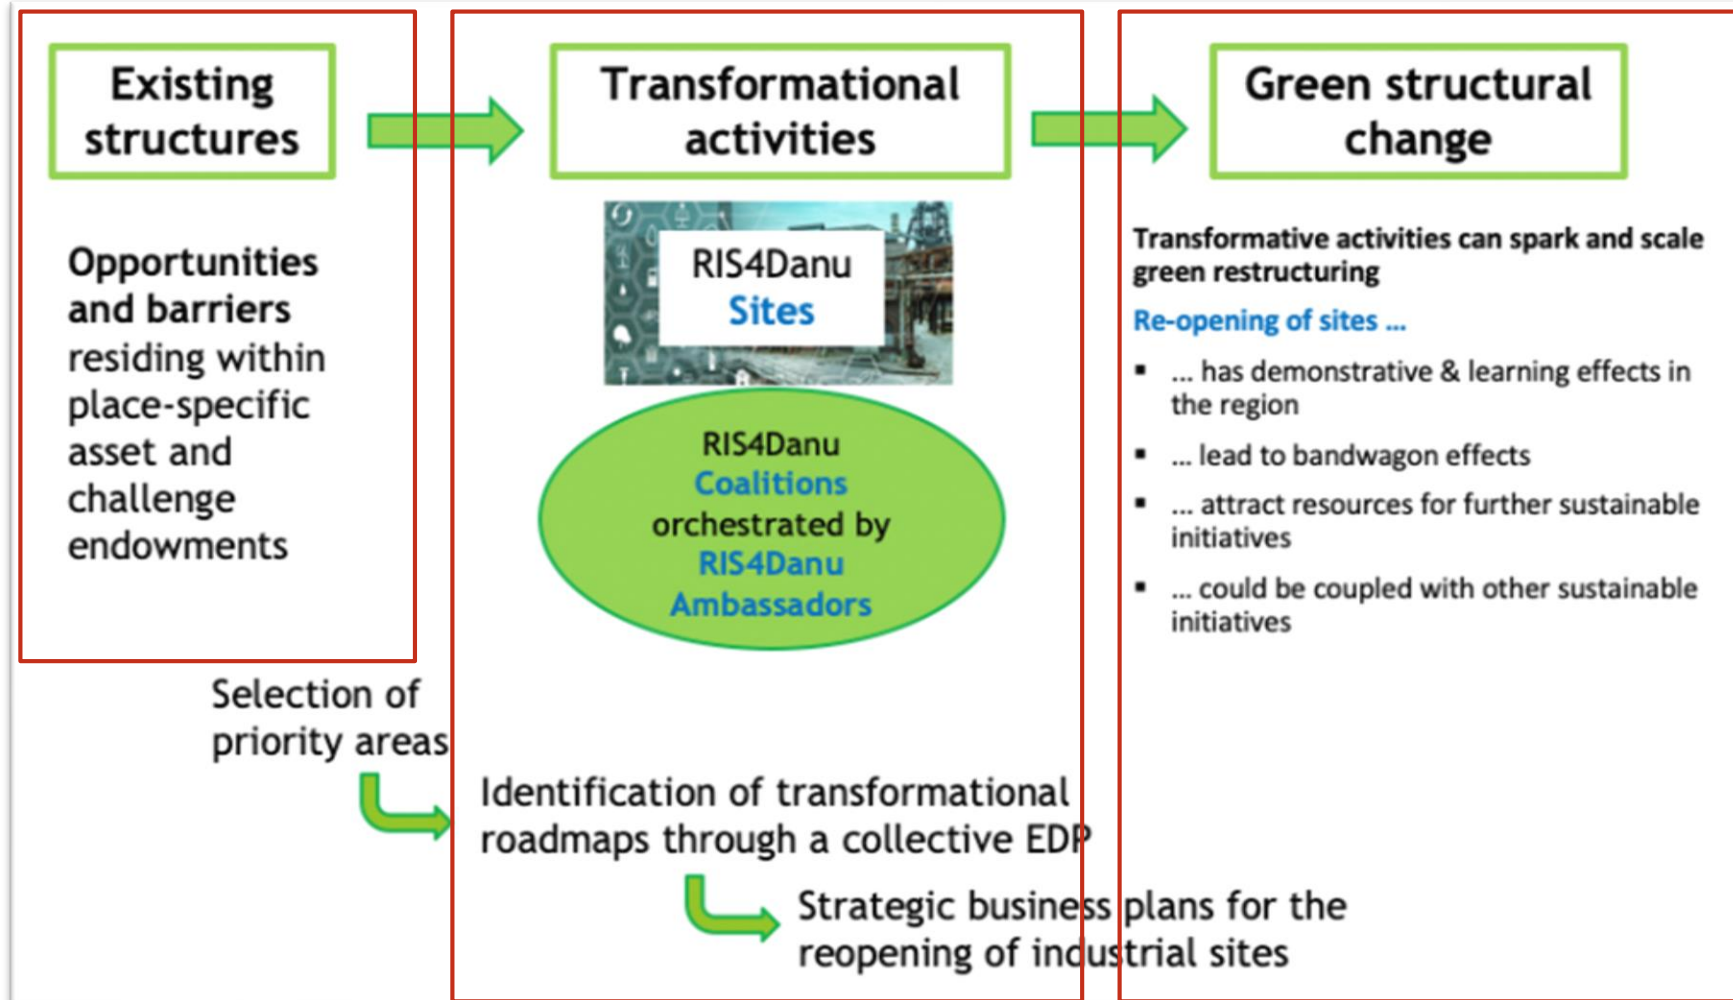 Existing
structures
Opportunities
and barriers
residing within
place-specific
asset and
challenge
endowments
Selection of
priority areas
Transformational
activities
RIS4Danu
Sites
RIS4Danu
Coalitions
orchestrated by
RIS4Danu
Ambassadors
Identification of transformational
roadmaps through a collective EDP
Strategic business plans for the
reopening of industrial sites
Green structural
change
Transformative activities can spark and scale
green restructuring
Re-opening of sites ...
▪ ... has demonstrative & learning effects in
the region
▪ ... lead to bandwagon effects
▪ ... attract resources for further sustainable
initiatives
▪ ... could be coupled with other sustainable
initiatives